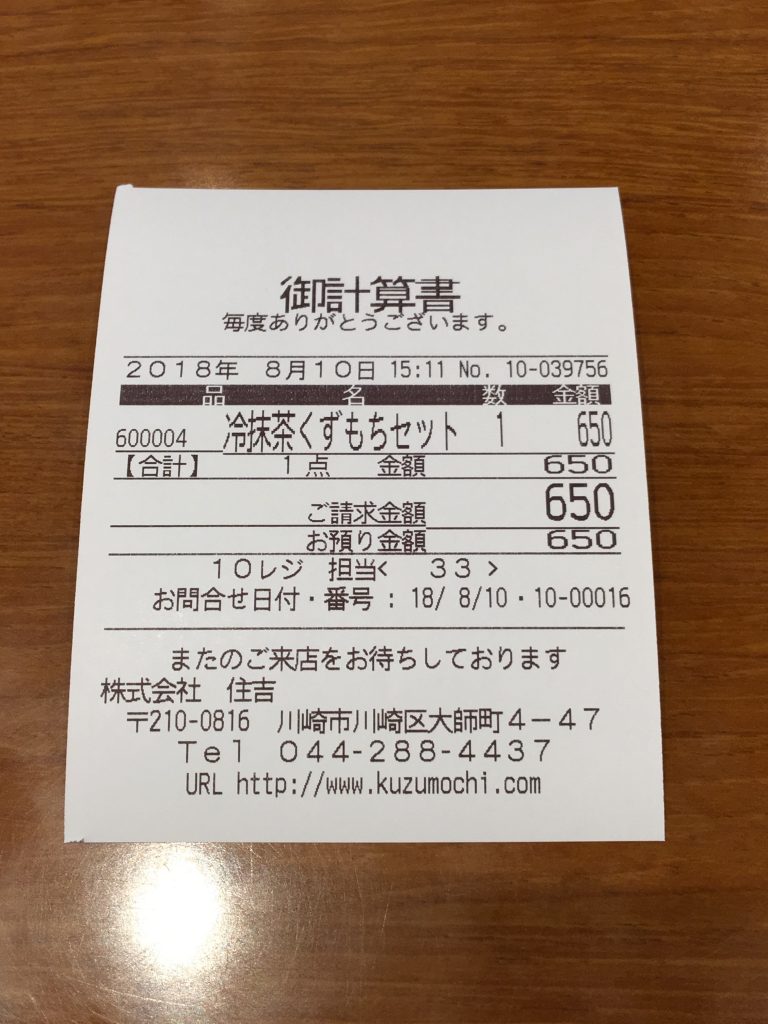 御計算書
毎度ありがとうございます。
2018年 8月10日 15:11 No. 10-039756
品 名 数 金額
600004 冷抹茶くずもちセット 1 650
【合計】 1点 金額 650
ご請求金額 650
お預り金額 650
10レジ 担当< 33 >
お問合せ日付・番号 : 18/ 8/10・10-00016
またのご来店をお待ちしております
株式会社 住吉
〒210-0816 川崎市川崎区大師町4-47
Tel 044-288-4437
URL http://www.kuzumochi.com